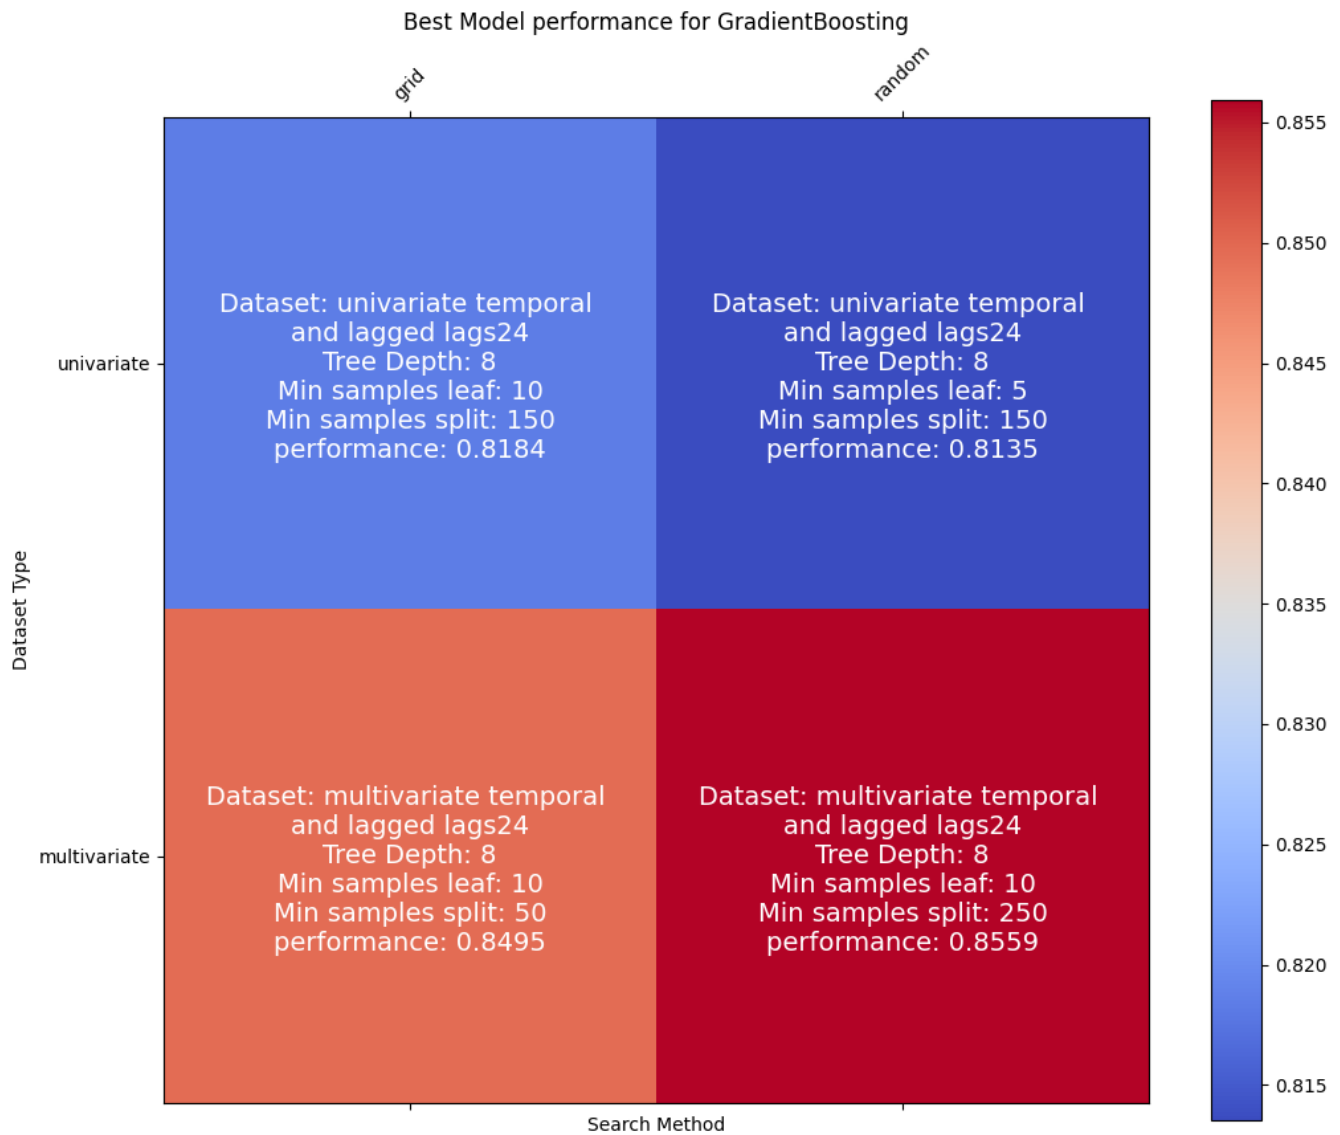 Best Model performance for GradientBoosting
grid
random
univariate
multivariate
Dataset Type
Search Method
Dataset: univariate temporal
and lagged lags24
Tree Depth: 8
Min samples leaf: 10
Min samples split: 150
performance: 0.8184
Dataset: univariate temporal
and lagged lags24
Tree Depth: 8
Min samples leaf: 5
Min samples split: 150
performance: 0.8135
Dataset: multivariate temporal
and lagged lags24
Tree Depth: 8
Min samples leaf: 10
Min samples split: 50
performance: 0.8495
Dataset: multivariate temporal
and lagged lags24
Tree Depth: 8
Min samples leaf: 10
Min samples split: 250
performance: 0.8559
0.855
0.850
0.845
0.840
0.835
0.830
0.825
0.820
0.815